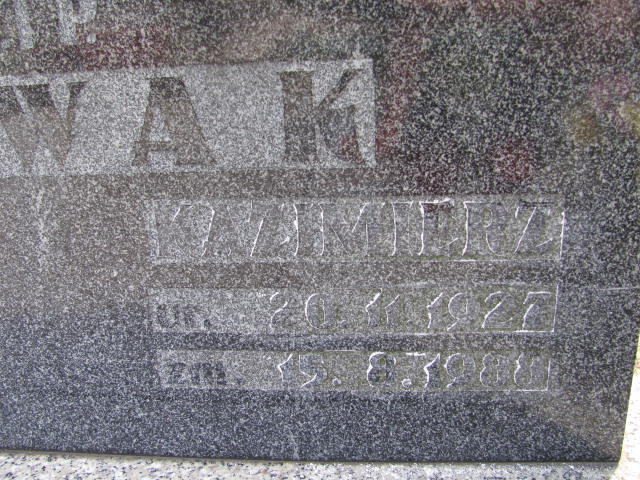 WAK
KAZIMIERZ
ur. 20.11.1927
zm. 15.8.1988